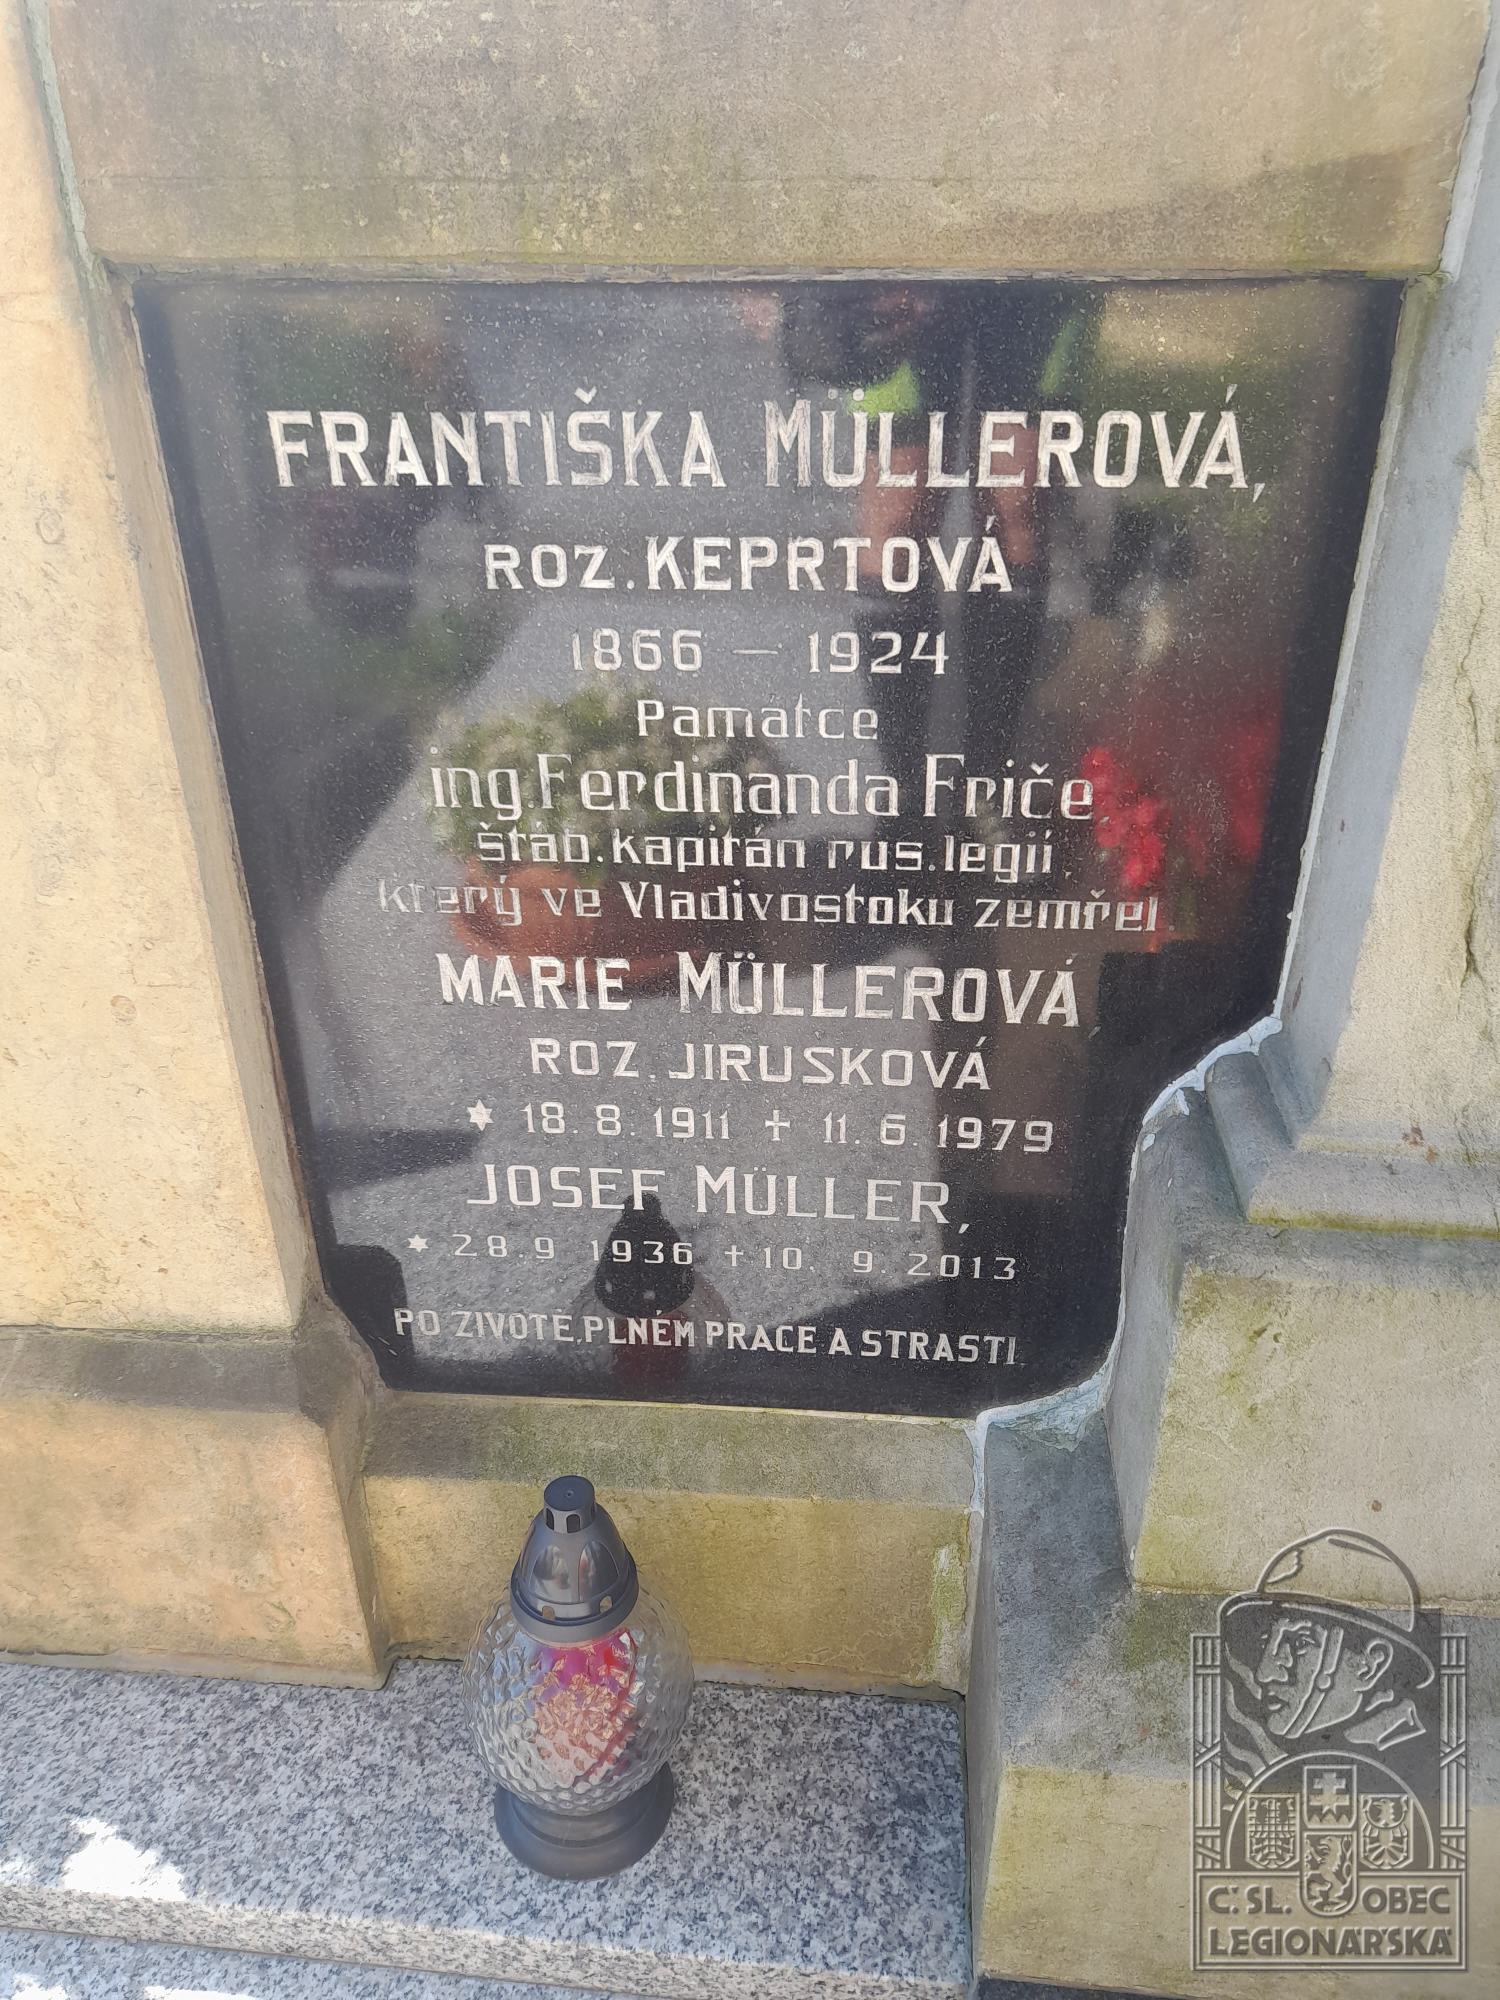 FRANTIŠKA MÜLLEROVÁ,
ROZ. KEPRTOVÁ
1866 – 1924
Památce
ing. Ferdinanda Friče,
štáb. kapitán rus. legií,
který ve Vladivostoku zemřel.
MARIE MÜLLEROVÁ
ROZ. JIRUSKOVÁ
* 18. 8. 1911 + 11. 6. 1979
JOSEF MÜLLER,
* 28. 9 1936 + 10. 9. 2013
PO ŽIVOTĚ, PLNÉM PRÁCE A STRASTI.
Č. SL. OBEC
LEGIONÁŘSKÁ